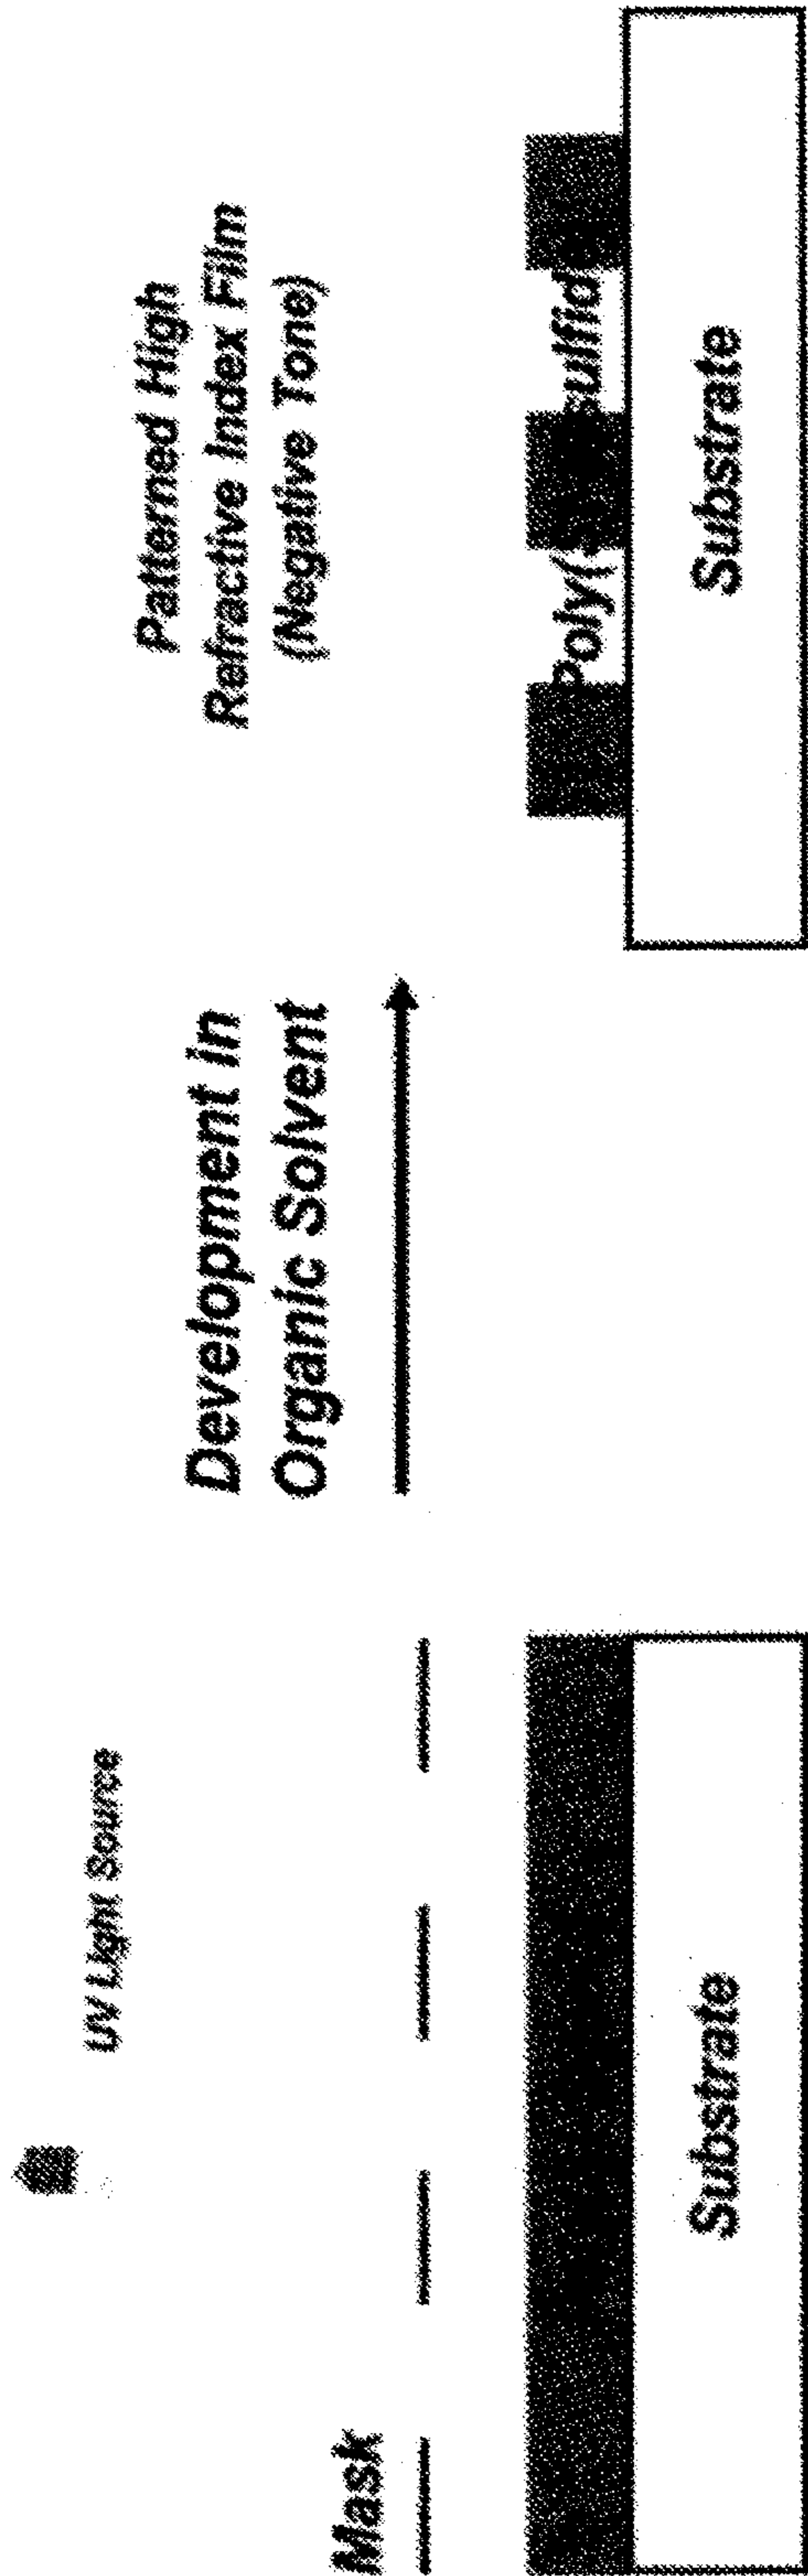 UV Light Source
Mask
Substrate
Development in
Organic Solvent
Patterned High
Refractive Index Film
(Negative Tone)
Substrate